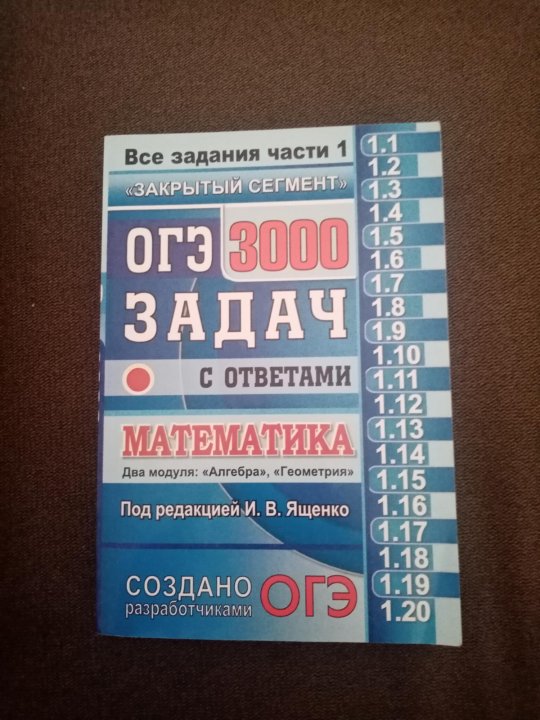 Все задания части 1
«ЗАКРЫТЫЙ СЕГМЕНТ»
ОГЭ 3000
ЗАДАЧ
С ОТВЕТАМИ
МАТЕМАТИКА
Два модуля: «Алгебра», «Геометрия»
Под редакцией И. В. Ященко
СОЗДАНО
разработчиками
ОГЭ
1.1
1.2
1.3
1.4
1.5
1.6
1.7
1.8
1.9
1.10
1.11
1.12
1.13
1.14
1.15
1.16
1.17
1.18
1.19
1.20